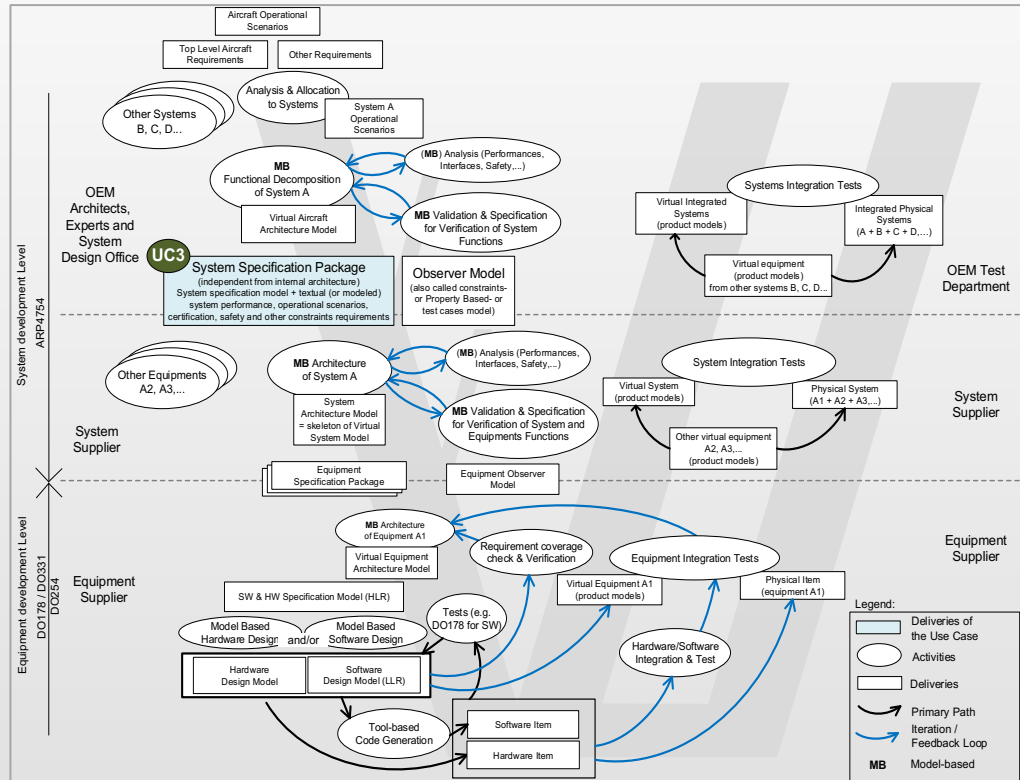 Aircraft Operational
Scenarios
Top Level Aircraft
Requirements
Other Requirements
Analysis & Allocation
to Systems
Other Systems
B, C, D...
System A
Operational
Scenarios
MB
Functional Decomposition
of System A
(MB) Analysis (Performances,
Interfaces, Safety,...)
Virtual Aircraft
Architecture Model
MB Validation & Specification
for Verification of System
Functions
Systems Integration Tests
Virtual Integrated
Systems
(product models)
Integrated Physical
Systems
(A + B + C + D,...)
Virtual equipment
(product models)
from other systems B, C, D...
OEM
Architects,
Experts and
System
Design Office
OEM Test
Department
UC3
System Specification Package
(independent from internal architecture)
System specification model + textual (or modeled)
system performance, operational scenarios,
certification, safety and other constraints requirements
Observer Model
(also called constraints-
or Property Based- or
test cases model)
System development Level
ARP4754
Other Equipments
A2, A3,...
MB Architecture
of System A
(MB) Analysis (Performances,
Interfaces, Safety,...)
System
Architecture Model
= skeleton of Virtual
System Model
MB Validation & Specification
for Verification of System and
Equipments Functions
System Integration Tests
Virtual System
(product models)
Physical System
(A1 + A2 + A3,...)
Other virtual equipment
A2, A3,...
(product models)
System
Supplier
System
Supplier
Equipment
Specification Package
Equipment Observer
Model
Equipment development Level
DO178 / DO331
DO254
Equipment
Supplier
Equipment
Supplier
MB Architecture
of Equipment A1
Virtual Equipment
Architecture Model
Requirement coverage
check & Verification
Equipment Integration Tests
Virtual Equipment A1
(product models)
Physical Item
(equipment A1)
SW & HW Specification Model (HLR)
Model Based
Hardware Design
and/or
Model Based
Software Design
Tests (e.g.
DO178 for SW)
Hardware/Software
Integration & Test
Hardware
Design Model
Software
Design Model (LLR)
Tool-based
Code Generation
Software Item
Hardware Item
Legend:
Deliveries of
the Use Case
Activities
Deliveries
Primary Path
Iteration /
Feedback Loop
MB Model-based